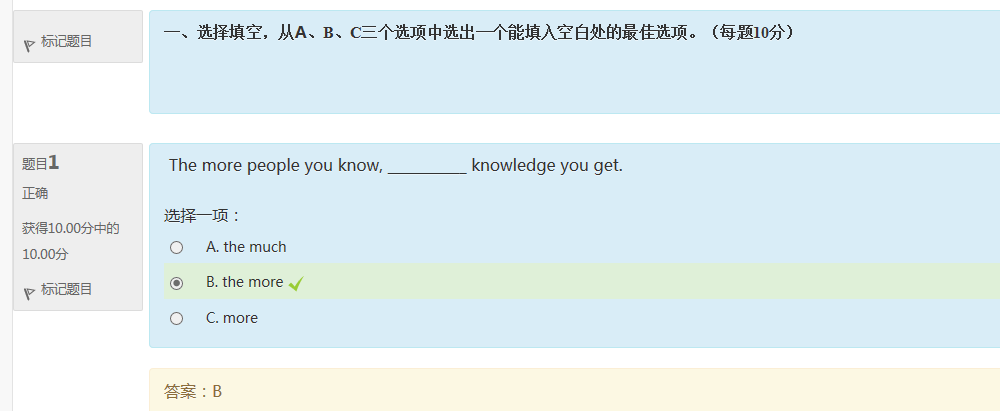 标记题目
一、选择填空，从A、B、C三个选项中选出一个能填入空白处的最佳选项。（每题10分）
题目1
正确
获得10.00分中的
10.00分
标记题目
The more people you know, __________ knowledge you get.
选择一项：
A. the much
B. the more
C. more
答案：B